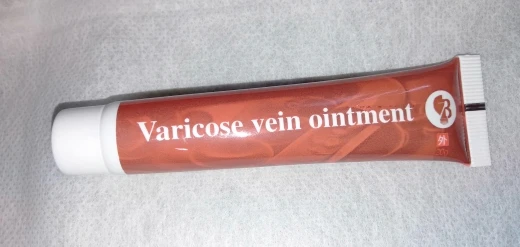 Varicose vein ointment
B
外